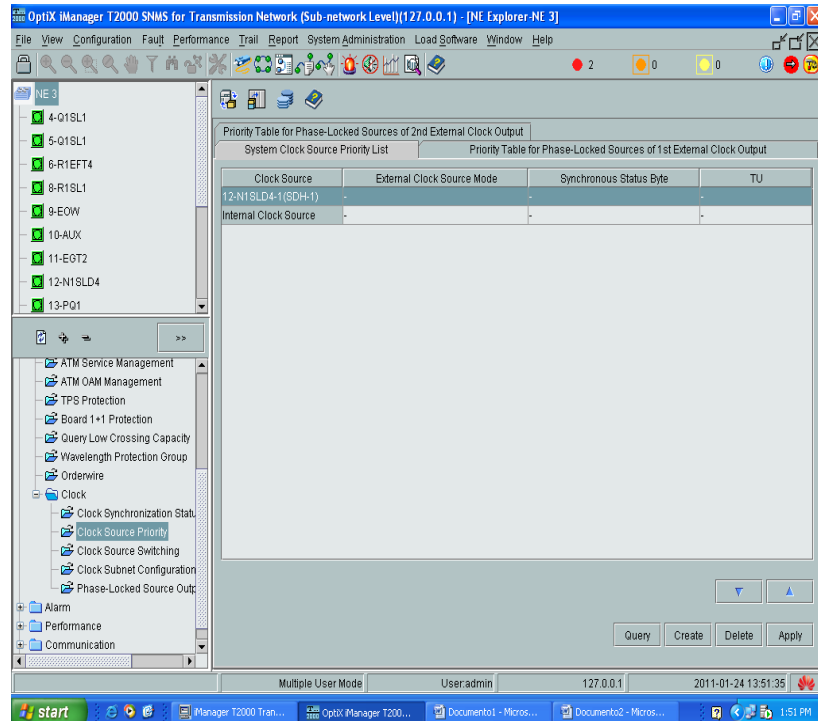 OptiX iManager T2000 SNMS for Transmission Network (Sub-network Level)(127.0.0.1) - [NE Explorer-NE 3]
File View Configuration Fault Performance Trail Report System Administration Load Software Window Help
2
0
0
NE 3
4-Q1SL1
5-Q1SL1
6-R1EFT4
8-R1SL1
9-EOW
10-AUX
11-EGT2
12-N1SLD4
13-PQ1
>>
ATM Service Management
ATM OAM Management
TPS Protection
Board 1+1 Protection
Query Low Crossing Capacity
Wavelength Protection Group
Orderwire
Clock
Clock Synchronization Statu
Clock Source Priority
Clock Source Switching
Clock Subnet Configuration
Phase-Locked Source Outp
Alarm
Performance
Communication
Priority Table for Phase-Locked Sources of 2nd External Clock Output
System Clock Source Priority List Priority Table for Phase-Locked Sources of 1st External Clock Output
Clock Source External Clock Source Mode Synchronous Status Byte TU
12-N1SLD4-1(SDH-1) - - -
Internal Clock Source - - -
Query Create Delete Apply
Multiple User Mode User:admin 127.0.0.1 2011-01-24 13:51:35
start iManager T2000 Tran... OptiX iManager T200... Documento1 - Micros... Documento2 - Micros... 1:51 PM